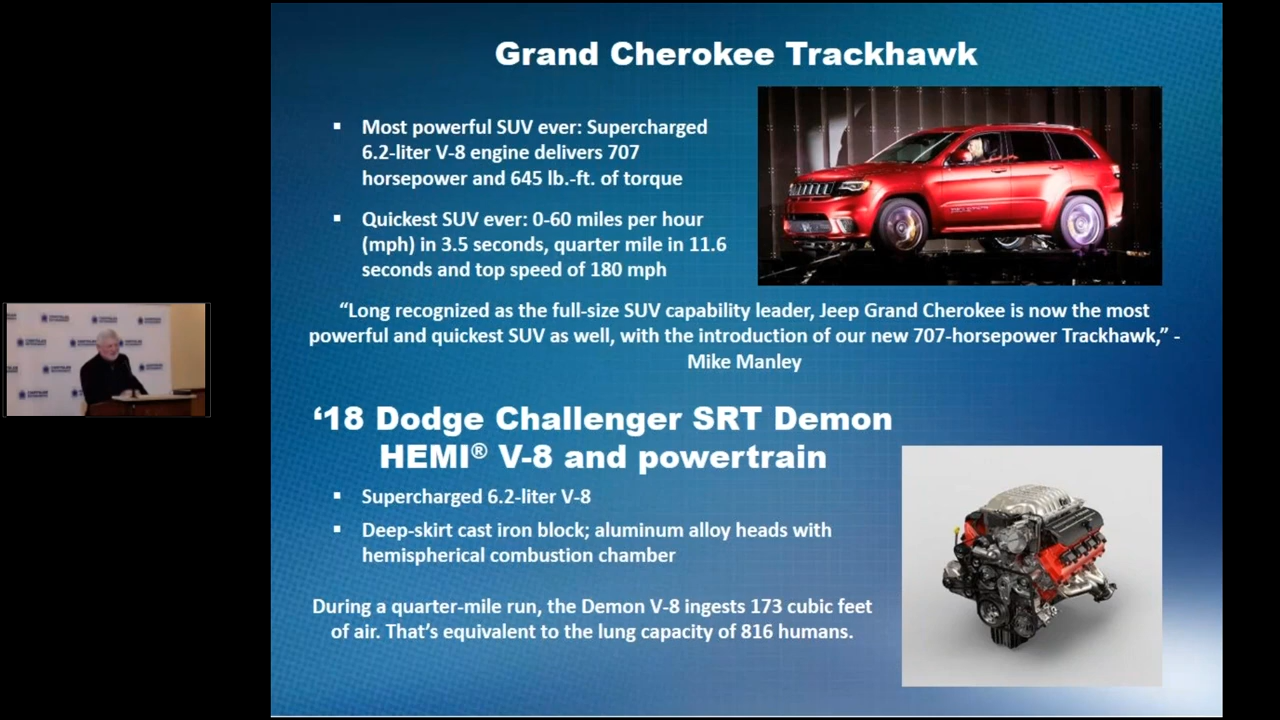 Grand Cherokee Trackhawk
▪ Most powerful SUV ever: Supercharged
6.2-liter V-8 engine delivers 707
horsepower and 645 lb.-ft. of torque
▪ Quickest SUV ever: 0-60 miles per hour
(mph) in 3.5 seconds, quarter mile in 11.6
seconds and top speed of 180 mph
“Long recognized as the full-size SUV capability leader, Jeep Grand Cherokee is now the most
powerful and quickest SUV as well, with the introduction of our new 707-horsepower Trackhawk,” -
Mike Manley
‘18 Dodge Challenger SRT Demon
HEMI® V-8 and powertrain
▪ Supercharged 6.2-liter V-8
▪ Deep-skirt cast iron block; aluminum alloy heads with
hemispherical combustion chamber
During a quarter-mile run, the Demon V-8 ingests 173 cubic feet
of air. That’s equivalent to the lung capacity of 816 humans.